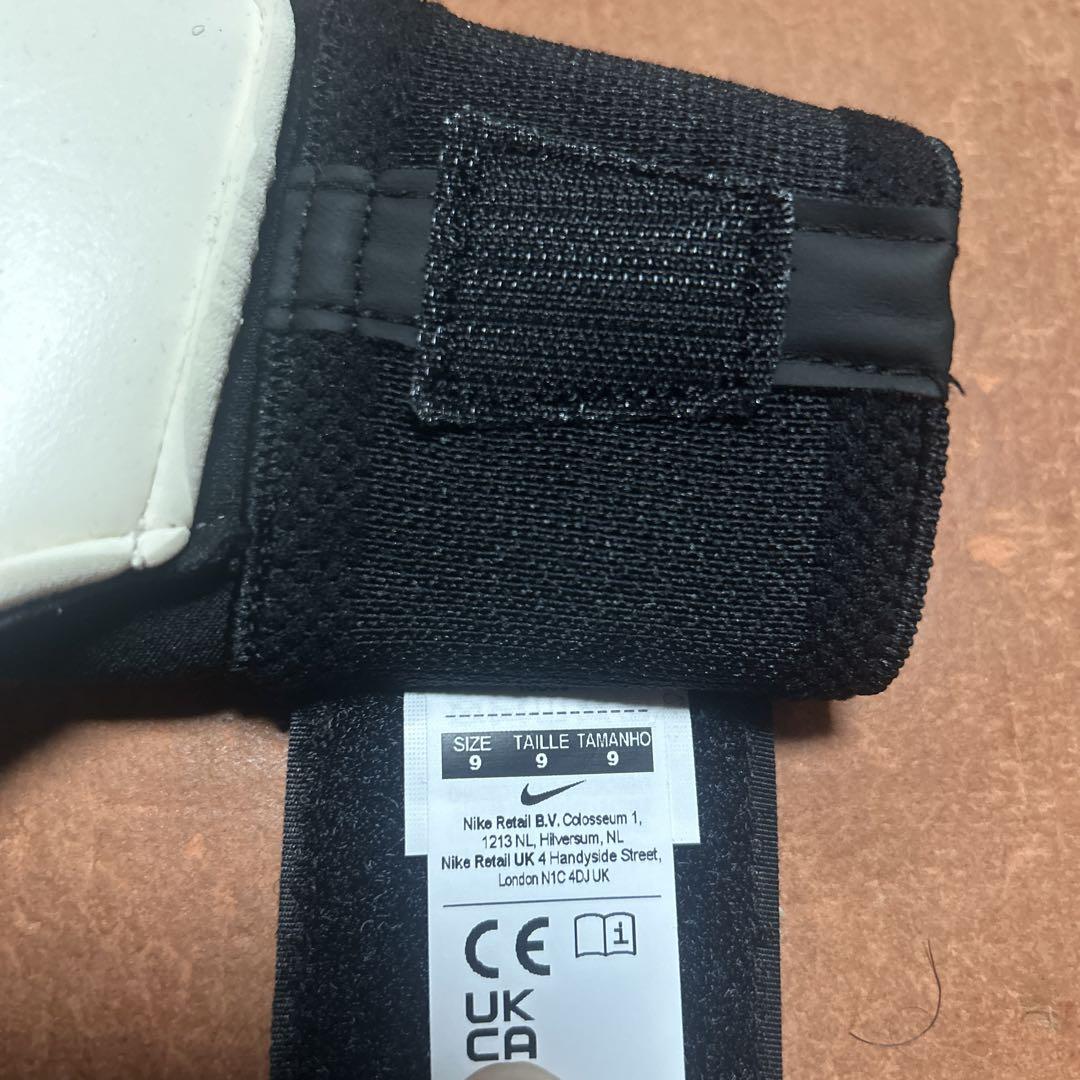 SIZE TAILLE TAMANHO
9 9 9
Nike Retail B.V. Colosseum 1,
1213 NL, Hilversum, NL
Nike Retail UK 4 Handyside Street,
London N1C 4DJ UK
CE i
UK
CA